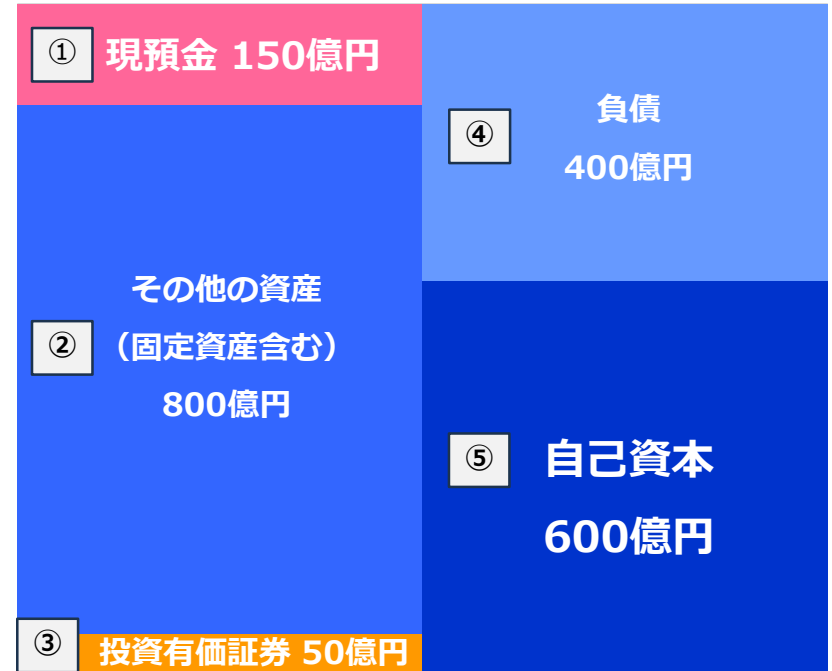 ① 現預金 150億円
② その他の資産
（固定資産含む）
800億円
③ 投資有価証券 50億円
④ 負債
400億円
⑤ 自己資本
600億円